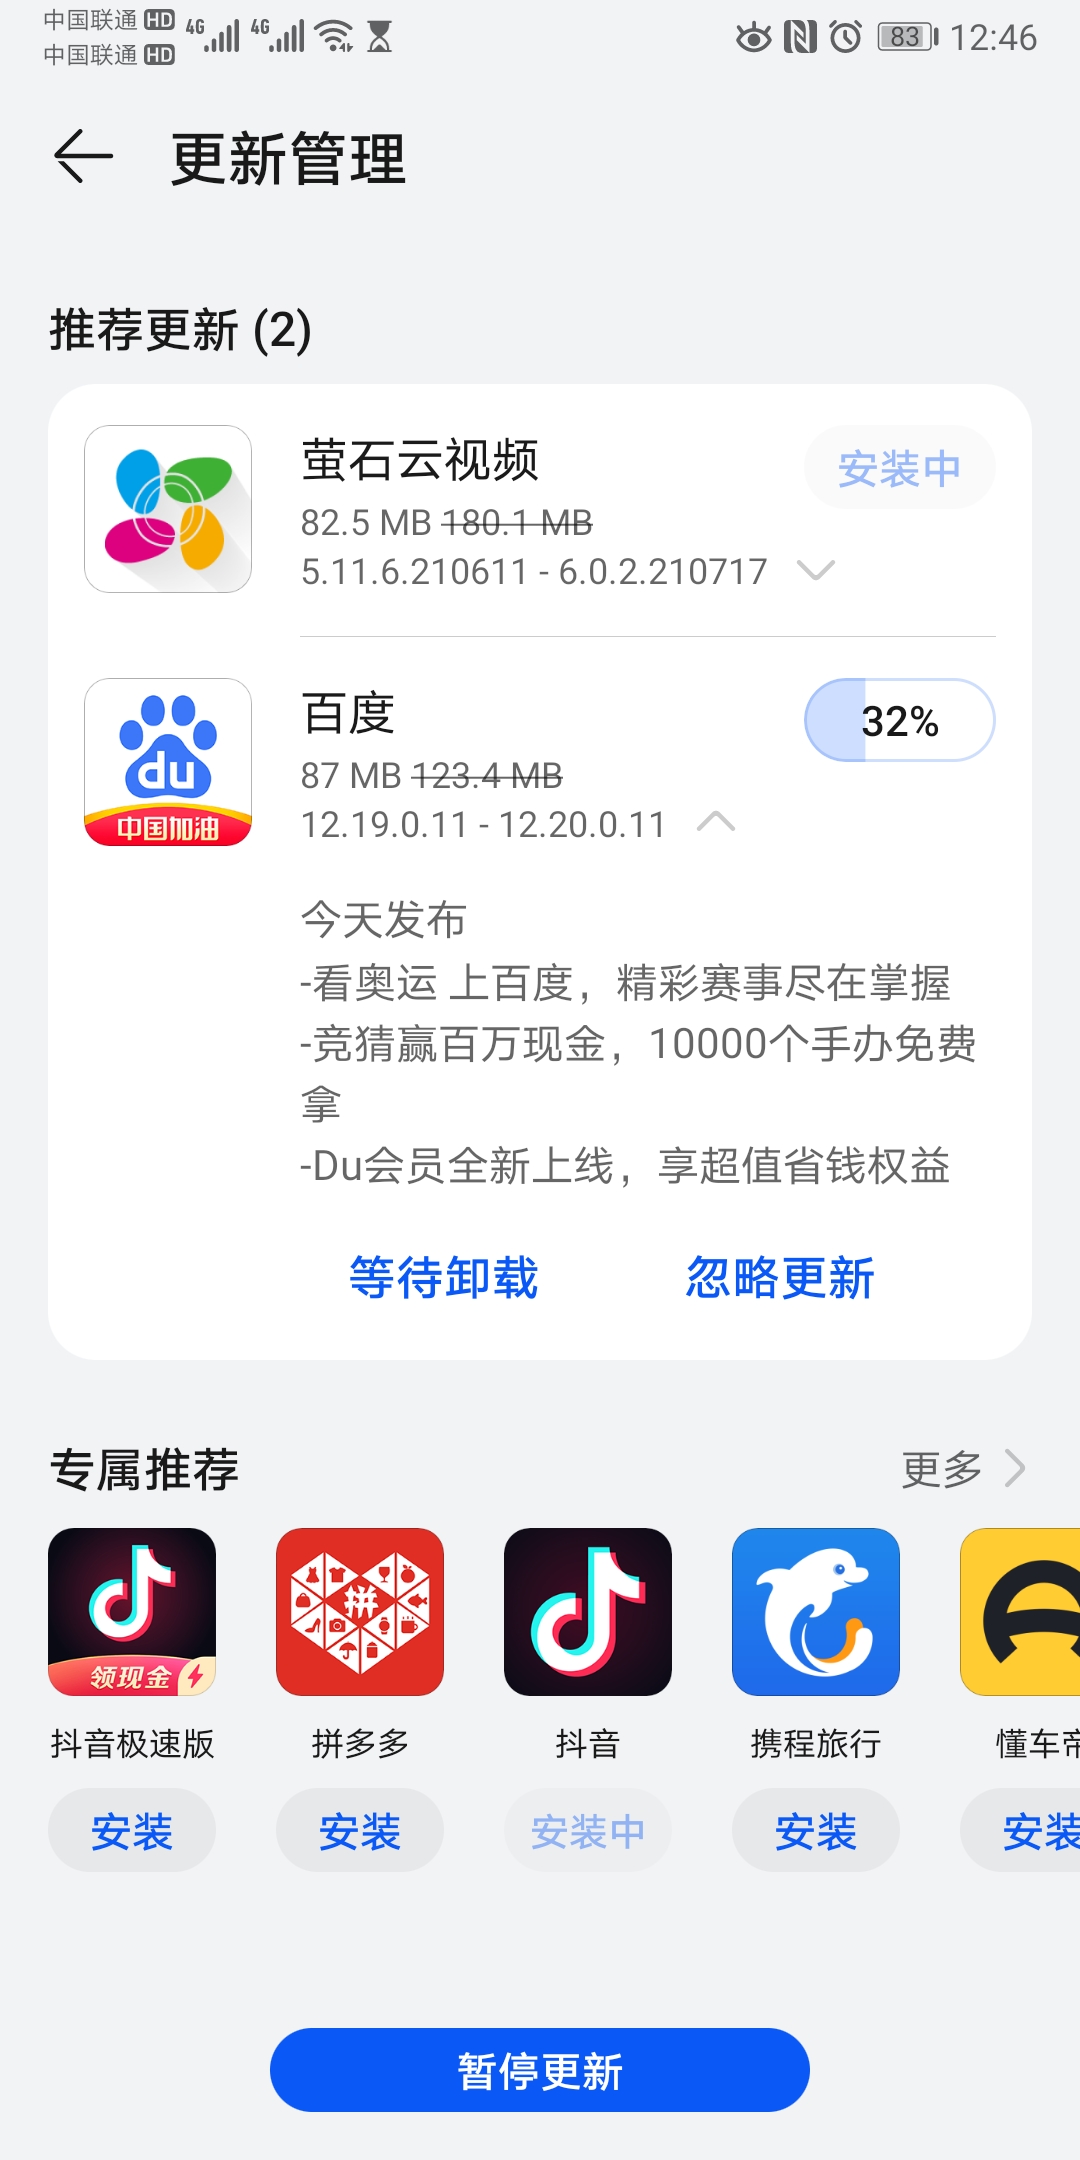 中国联通 HD 4G 4G
中国联通 HD
83 12:46
更新管理
推荐更新 (2)
萤石云视频
安装中
82.5 MB 180.1 MB
5.11.6.210611 - 6.0.2.210717
du
中国加油
百度
32%
87 MB 123.4 MB
12.19.0.11 - 12.20.0.11
今天发布
-看奥运 上百度，精彩赛事尽在掌握
-竞猜赢百万现金，10000个手办免费
拿
-Du会员全新上线，享超值省钱权益
等待卸载 忽略更新
专属推荐 更多
领现金
拼
抖音极速版 拼多多 抖音 携程旅行 懂车帝
安装 安装 安装中 安装 安装
暂停更新